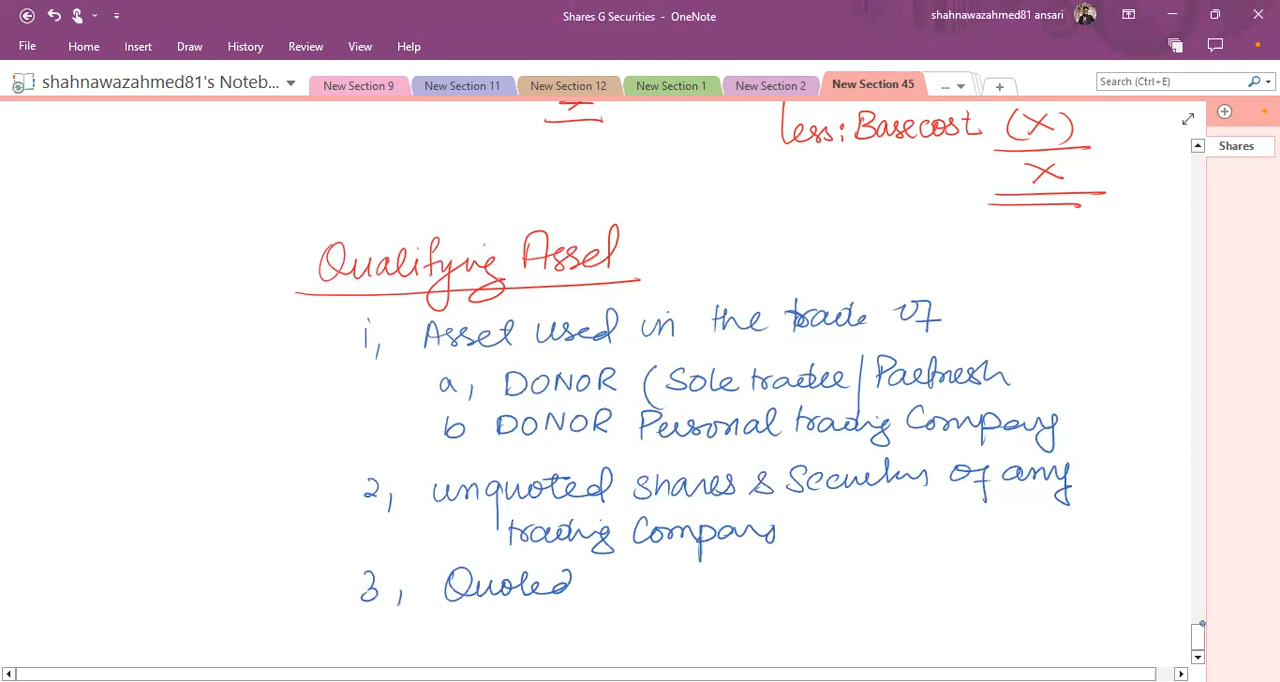 Shares G Securities - OneNote
shahnawazahmed81 ansari
File Home Insert Draw History Review View Help
shahnawazahmed81's Noteb... New Section 9 New Section 11 New Section 12 New Section 1 New Section 2 New Section 45 ... + Search (Ctrl+E)
Shares
x
less: Basecost (X)
X
Qualifying Asset
i, Asset used in the trade of
a, DONOR (Sole trader/Partnesh
b DONOR Personal trading Company
2, unquoted shares & Securities of any
trading Company
3, Quoted